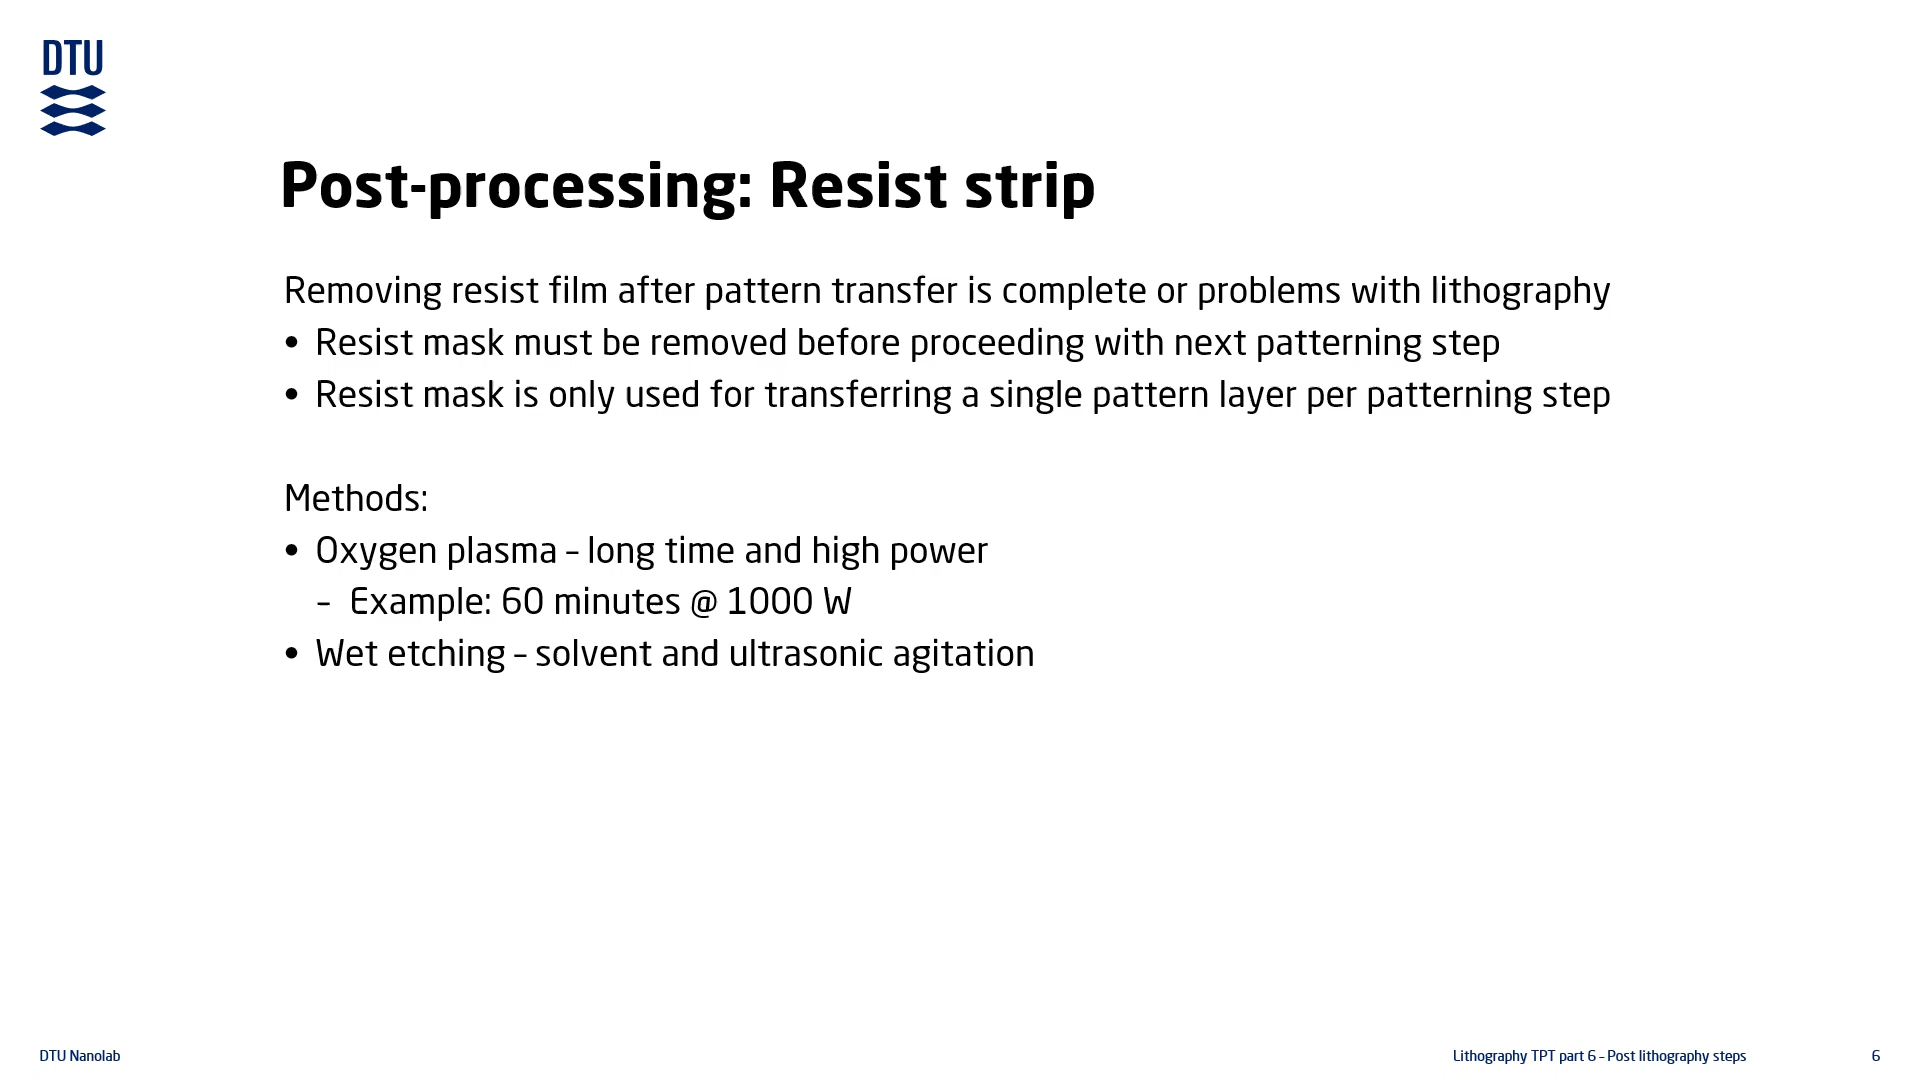 DTU
Post-processing: Resist strip
Removing resist film after pattern transfer is complete or problems with lithography
• Resist mask must be removed before proceeding with next patterning step
• Resist mask is only used for transferring a single pattern layer per patterning step
Methods:
• Oxygen plasma – long time and high power
– Example: 60 minutes @ 1000 W
• Wet etching – solvent and ultrasonic agitation
DTU Nanolab
Lithography TPT part 6 – Post lithography steps
6